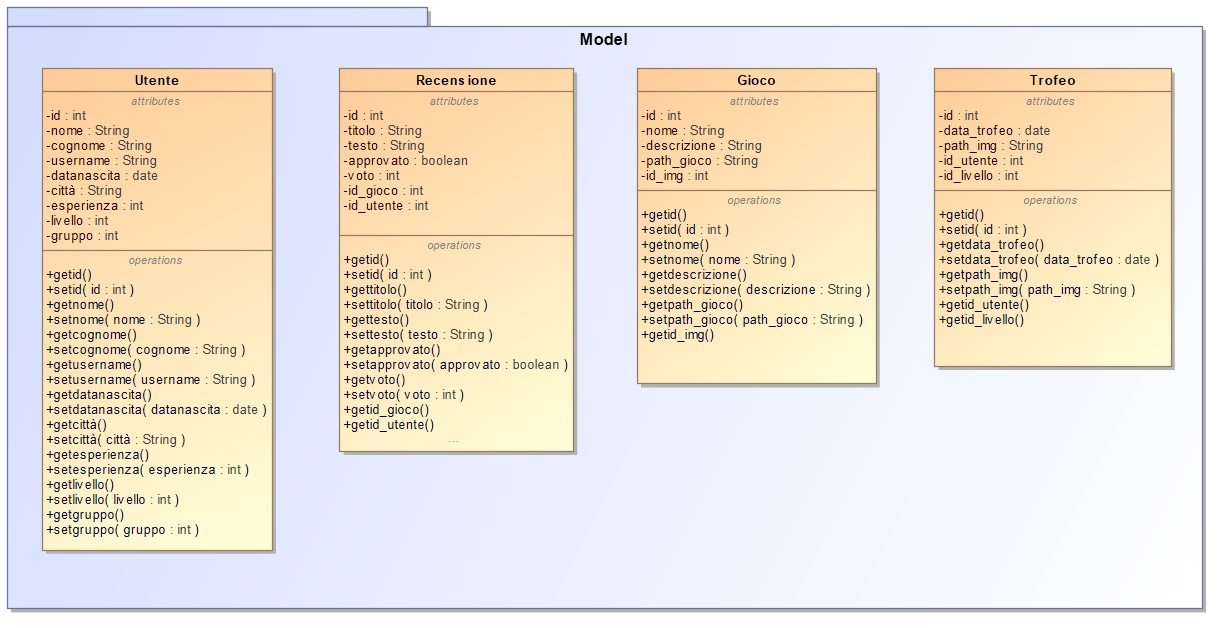 Model
Utente
attributes
-id : int
-nome : String
-cognome : String
-username : String
-datanascita : date
-città : String
-esperienza : int
-livello : int
-gruppo : int
operations
+getid()
+setid( id : int )
+getnome()
+setnome( nome : String )
+getcognome()
+setcognome( cognome : String )
+getusername()
+setusername( username : String )
+getdatanascita()
+setdatanascita( datanascita : date )
+getcittà()
+setcittà( città : String )
+getesperienza()
+setesperienza( esperienza : int )
+getlivello()
+setlivello( livello : int )
+getgruppo()
+setgruppo( gruppo : int )
Recensione
attributes
-id : int
-titolo : String
-testo : String
-approvato : boolean
-voto : int
-id_gioco : int
-id_utente : int
operations
+getid()
+setid( id : int )
+gettitolo()
+settitolo( titolo : String )
+gettesto()
+settesto( testo : String )
+getapprovato()
+setapprovato( approvato : boolean )
+getvoto()
+setvoto( voto : int )
+getid_gioco()
+getid_utente()
...
Gioco
attributes
-id : int
-nome : String
-descrizione : String
-path_gioco : String
-id_img : int
operations
+getid()
+setid( id : int )
+getnome()
+setnome( nome : String )
+getdescrizione()
+setdescrizione( descrizione : String )
+getpath_gioco()
+setpath_gioco( path_gioco : String )
+getid_img()
Trofeo
attributes
-id : int
-data_trofeo : date
-path_img : String
-id_utente : int
-id_livello : int
operations
+getid()
+setid( id : int )
+getdata_trofeo()
+setdata_trofeo( data_trofeo : date )
+getpath_img()
+setpath_img( path_img : String )
+getid_utente()
+getid_livello()